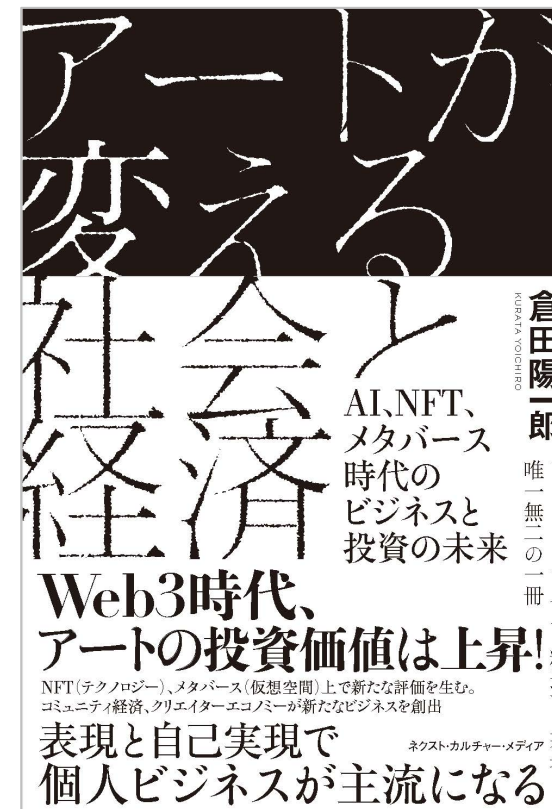 アートが
変える
社会と
経済
AI、NFT、
メタバース
時代の
ビジネスと
投資の未来
倉田陽一郎
KURATA YOICHIRO
唯一無二の一冊
Web3時代、
アートの投資価値は上昇!
NFT(テクノロジー)、メタバース(仮想空間)上で新たな評価を生む。
コミュニティ経済、クリエイターエコノミーが新たなビジネスを創出
表現と自己実現で
ネクスト・カルチャー・メディア
個人ビジネスが主流になる